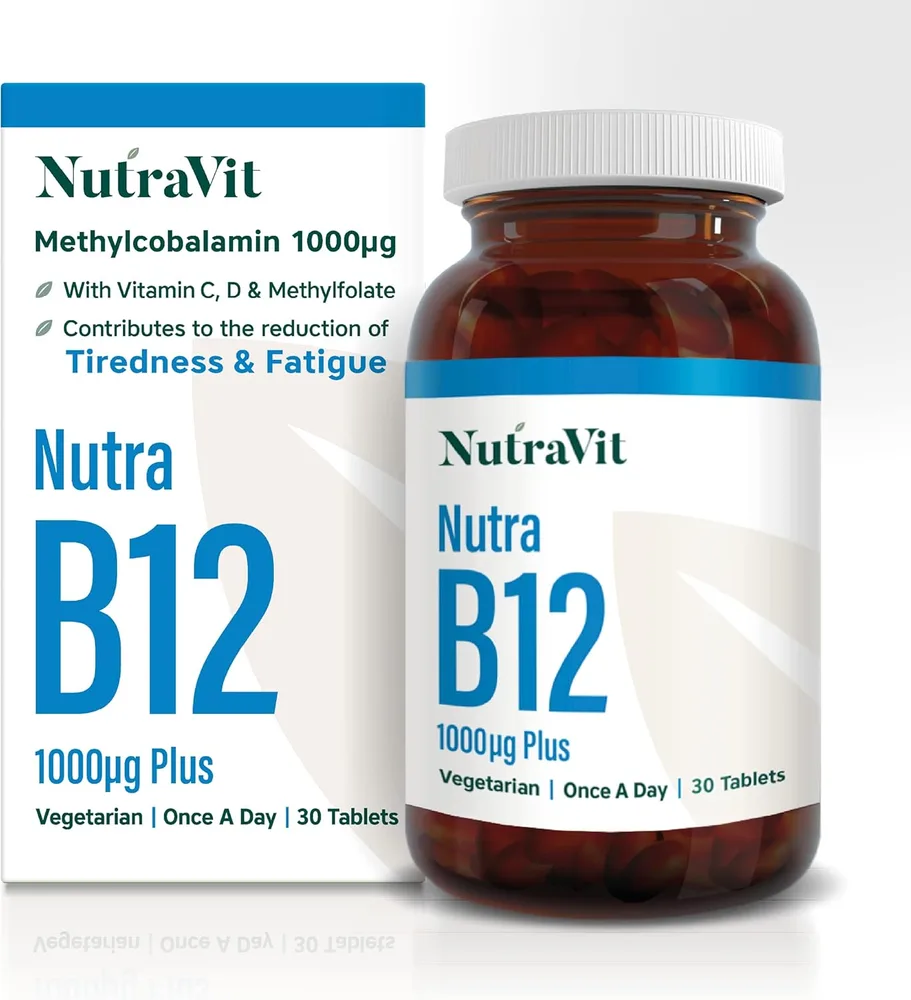 NutraVit
Methylcobalamin 1000µg
With Vitamin C, D & Methylfolate
Contributes to the reduction of
Tiredness & Fatigue
Nutra
B12
1000µg Plus
Vegetarian | Once A Day | 30 Tablets
NutraVit
Nutra
B12
1000µg Plus
Vegetarian | Once A Day | 30 Tablets